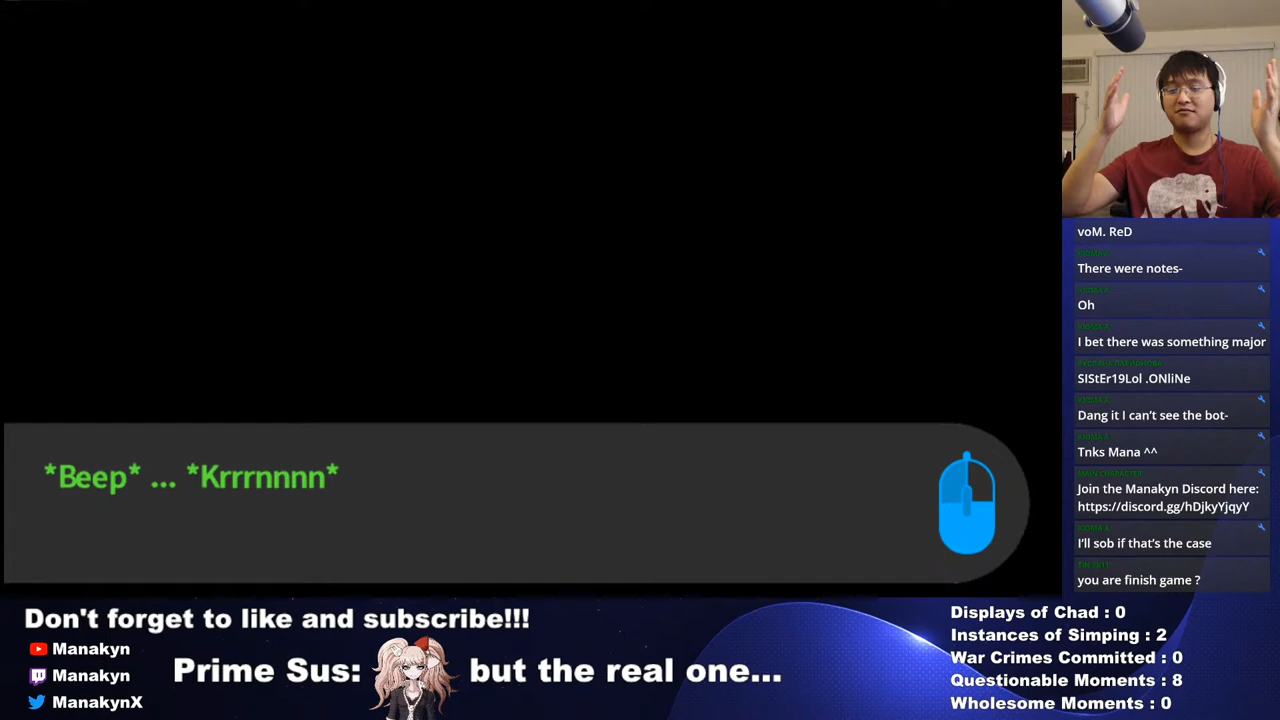 *Beep* ... *Krrrnnnn*
voM. ReD
There were notes-
Oh
I bet there was something major
SIStEr19Lol .ONliNe
Dang it I can't see the bot-
Tnks Mana ^^
MAIN CHARACTER
Join the Manakyn Discord here:
https://discord.gg/hDjkyYjqyY
I'll sob if that's the case
you are finish game ?
Don't forget to like and subscribe!!!
Manakyn
Manakyn
ManakynX
Prime Sus: but the real one...
Displays of Chad : 0
Instances of Simping : 2
War Crimes Committed : 0
Questionable Moments : 8
Wholesome Moments : 0